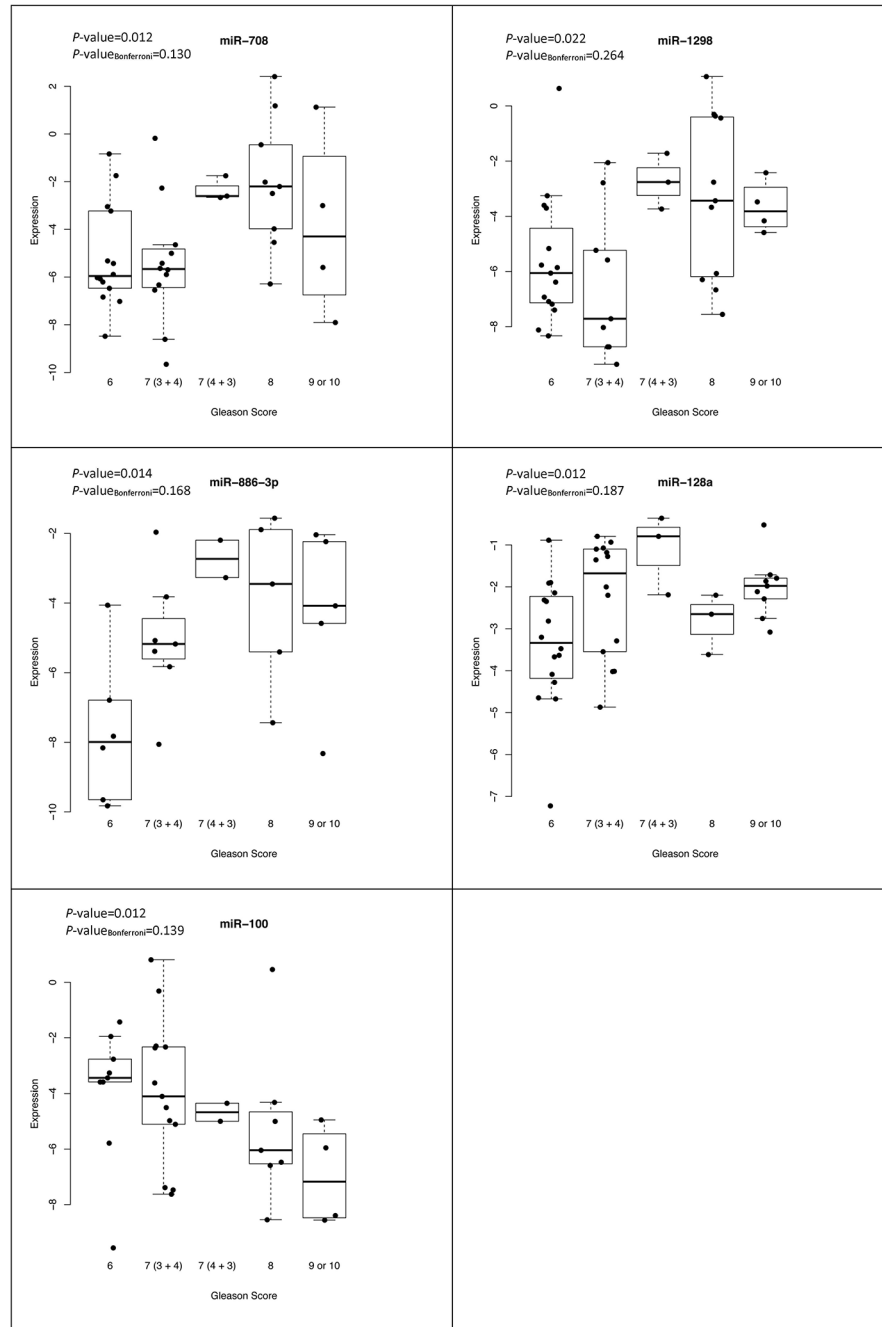 P-value=0.012
P-valueBonferroni=0.130
miR−708
Expression
2
0
−2
−4
−6
−8
−10
6
7 (3 + 4)
7 (4 + 3)
8
9 or 10
Gleason Score
P-value=0.022
P-valueBonferroni=0.264
miR−1298
Expression
0
−2
−4
−6
−8
6
7 (3 + 4)
7 (4 + 3)
8
9 or 10
Gleason Score
P-value=0.014
P-valueBonferroni=0.168
miR−886−3p
Expression
−2
−4
−6
−8
−10
6
7 (3 + 4)
7 (4 + 3)
8
9 or 10
Gleason Score
P-value=0.012
P-valueBonferroni=0.187
miR−128a
Expression
−1
−2
−3
−4
−5
−6
−7
6
7 (3 + 4)
7 (4 + 3)
8
9 or 10
Gleason Score
P-value=0.012
P-valueBonferroni=0.139
miR−100
Expression
0
−2
−4
−6
−8
6
7 (3 + 4)
7 (4 + 3)
8
9 or 10
Gleason Score